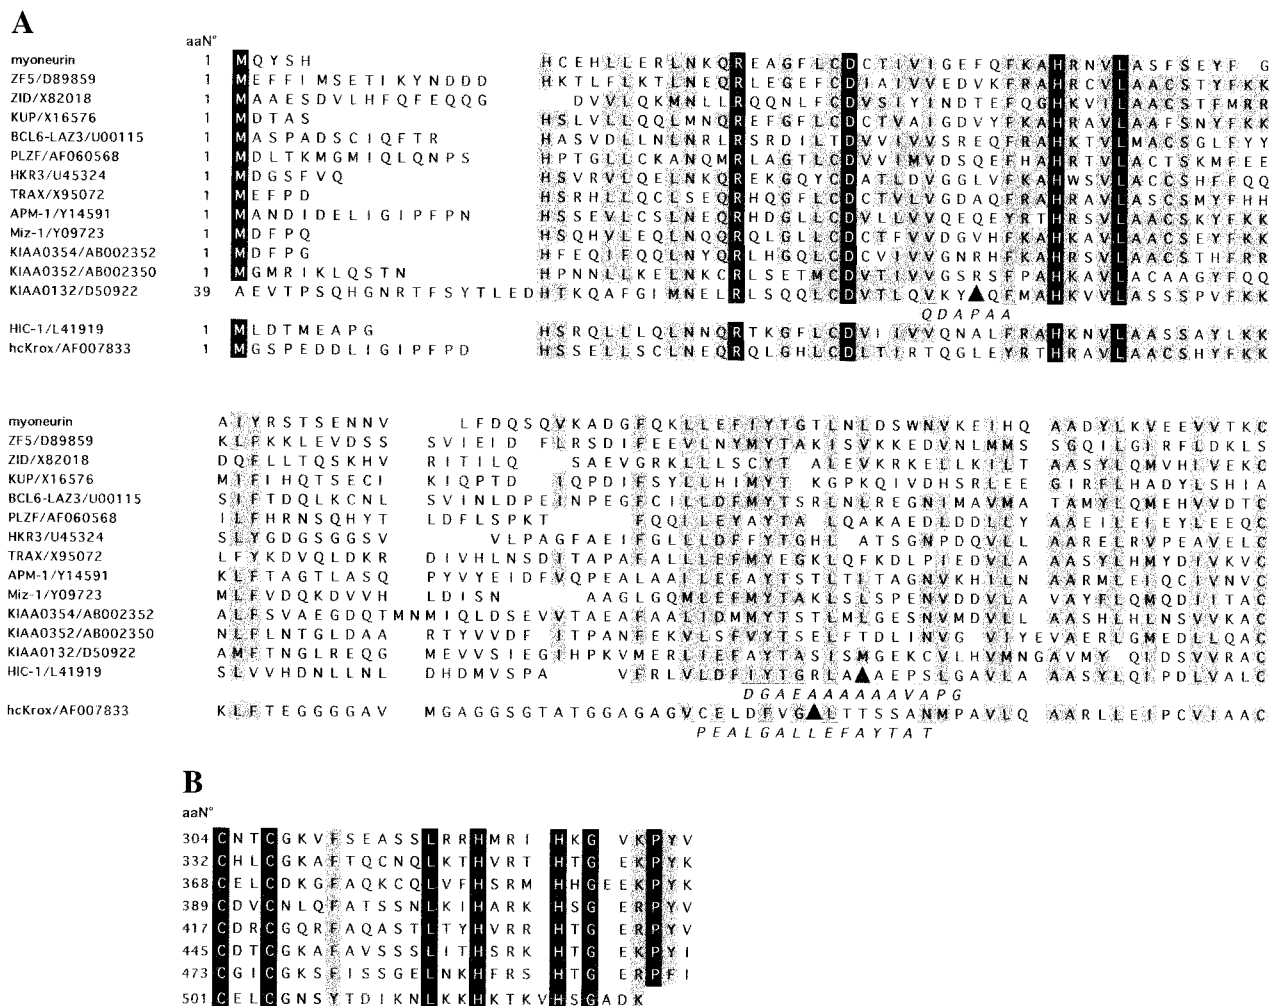 A
aaN°
myoneurin 1 MQYSH HCEHLLERLNKQREAGFLCDCTIVIGEFQFKAHRNVLASFSEYF G
ZF5/D89859 1 MEFFIMSETIKYNDDD HKTLFLKTLNEQRLEGEFCDIAIVVEDVKFRAHRCVLAACSTYFKK
ZID/X82018 1 MAAESDVLHFQFEQQG DVVLQKMNLLRQQNLFCDVSIYINDTEFQGHKVILAACSTFMRR
KUP/X16576 1 MDTAS HSLVLLQQLNMQREFGFLCDCTVAIGDVYFKAHRAVLAAFSNYFKK
BCL6-LAZ3/U00115 1 MASPADSCIQFTR HASVDLLNLNRLRSRDILTDVVIVVSREQFRAHKTVLMACSGLFYY
PLZF/AF060568 1 MDLTKMGMIQLQNPS HPTGLLCKANQMRLAGTLCDVVIMVDSQEFHAHRTVLACTSKMFEE
HKR3/U45324 1 MDGSFVQ HSVRVLQELNKQREKGQYCDATLDVGGLVFKAHWSVLACCSHFFQQ
TRAX/X95072 1 MEFPD HSRHLLQCLSEQRHQGFLCDCTVLVGDAQFRAHRAVLASCSMYFHH
APM-1/Y14591 1 MANDIDELIGIPFPN HSSEVLCSLNEQRHDGLLCDVLLVVQEQEYRTHRSVLAACSKYFKK
Miz-1/Y09723 1 MDFPQ HSQHVLEQLNQQRQLGLLCDCTFVVDGVHFKAHKAVLAACSEYFKK
KIAA0354/AB002352 1 MDFPG HFEQIFQQLNYQRLHGQLCDCVIVVGNRHFKAHRSVLAACSTHFRR
KIAA0352/AB002350 1 MGMRIKLQSTN HPNNLLKELNKCRLSETMCDVTIVVGSRSFPAHKAVLACAAGYFQQ
KIAA0132/D50922 39 AEVTPSQHGNRTFSYTLEDHTKQAFGIMNELRLSQQLCDVTLQVKY▲QFMAHKVVLASSSPVFKK
QDAPAA
HIC-1/L41919 1 MLDTMEAPG HSRQLLLQLNNQRTKGFLCDVIIVVQNALFRAHKNVLAASSAYLKK
hcKrox/AF007833 1 MGSPEDDLIGIPFPD HSSELLSCLNEQRQLGHLCDLTIRTQGLEYRTHRAVLAACSHYFKK
myoneurin AIYRSTSENNV LFDQSQVKADGFQKLLEFIYTGTLNLDSWNVKEIHQ AADYLKVEEVVTKC
ZF5/D89859 KLFKKLEVDSS SVIEID FLRSDIFEEVLNYMYTAKISVKKEDVNLMMS SGQILGIRFLDKLS
ZID/X82018 DQFLLTQSKHV RITILQ SAEVGRKLLLSCYT ALEVKRKELLKILT AASYLQMVHIVEKC
KUP/X16576 MIFIHQTSECI KIQPTD IQPDIFSYLLHIMYT KGPKQIVDHSRLEE GIRFLHADYLSHIA
BCL6-LAZ3/U00115 SIFTDQLKCNL SVINLDPEINPEGFCILLDFMYTSRLNLREGNIMAVMA TAMYLQMEHVVDTC
PLZF/AF060568 ILFHRNSQHYT LDFLSPKT FQQILEYAYTA LQAKAEDLDDLLY AAEILEIEYLEEQC
HKR3/U45324 SLYGDGSGGSV VLPAGFAEIFGLLLDFFYTGHL ATSGNPDQVLL AARELRVPEAVELC
TRAX/X95072 LFYKDVQLDKR DIVHLNSDITAPAFALLLEFMYEGKLQFKDLPIEDVLA AASYLHMYDIVKVC
APM-1/Y14591 KLFTAGTLASQ PYVYEIDFVQPEALAAILEFAYTSTLTITAGNVKHILN AARMLEIQCIVNVC
Miz-1/Y09723 MLFVDQKDVVH LDISN AAGLGQMLEFMYTAKLSLSPENVDDVLA VAYFLQMQDIITAC
KIAA0354/AB002352 ALFSVAEGDQTMNMIQLDSEVVTAEAFAALIDMMYTSTLMLGESNVMDVLL AASHLHLNSVVKAC
KIAA0352/AB002350 NLFLNTGLDAA RTYVVDF ITPANFEKVLSFVYTSELFTDLINVG VIYEVAERLGMEDLLQAC
KIAA0132/D50922 AMFTNGLREQG MEVVSIEGIHPKVMERLIEFAYTASISMGEKCVLHVMNGAVMY QIDSVVRAC
HIC-1/L41919 SLVVHDNLLNL DHDMVSPA VFRLVLDFIYTGRLA▲AEPSLGAVLA AASYLQIPDLVALC
DGAEAAAAAAVAPG
hcKrox/AF007833 KLFTEGGGGAV MGAGGSGTATGGAGAGVCELDFVG▲LTTSSANMPAVLQ AARLLEIPCVIAAC
PEALGALLEFAYTAT
B
aaN°
304 CNTCGKVFSEASSLRRHMRI HKG VKPYV
332 CHLCGKAFTQCNQLKTHVRT HTG EKPYK
368 CELCDKGFAQKCQLVFHSRM HHGEEKPYK
389 CDVCNLQFATSSNLKIHARK HSG ERPYV
417 CDRCGQRFAQASTLTYHVRR HTG ERPYV
445 CDTCGKAFAVSSSLITHSRK HTG EKPYI
473 CGICGKSFISSGELNKHFRS HTG ERPFI
501 CELCGNSYTDIKNLKKHKTKVHSGADK